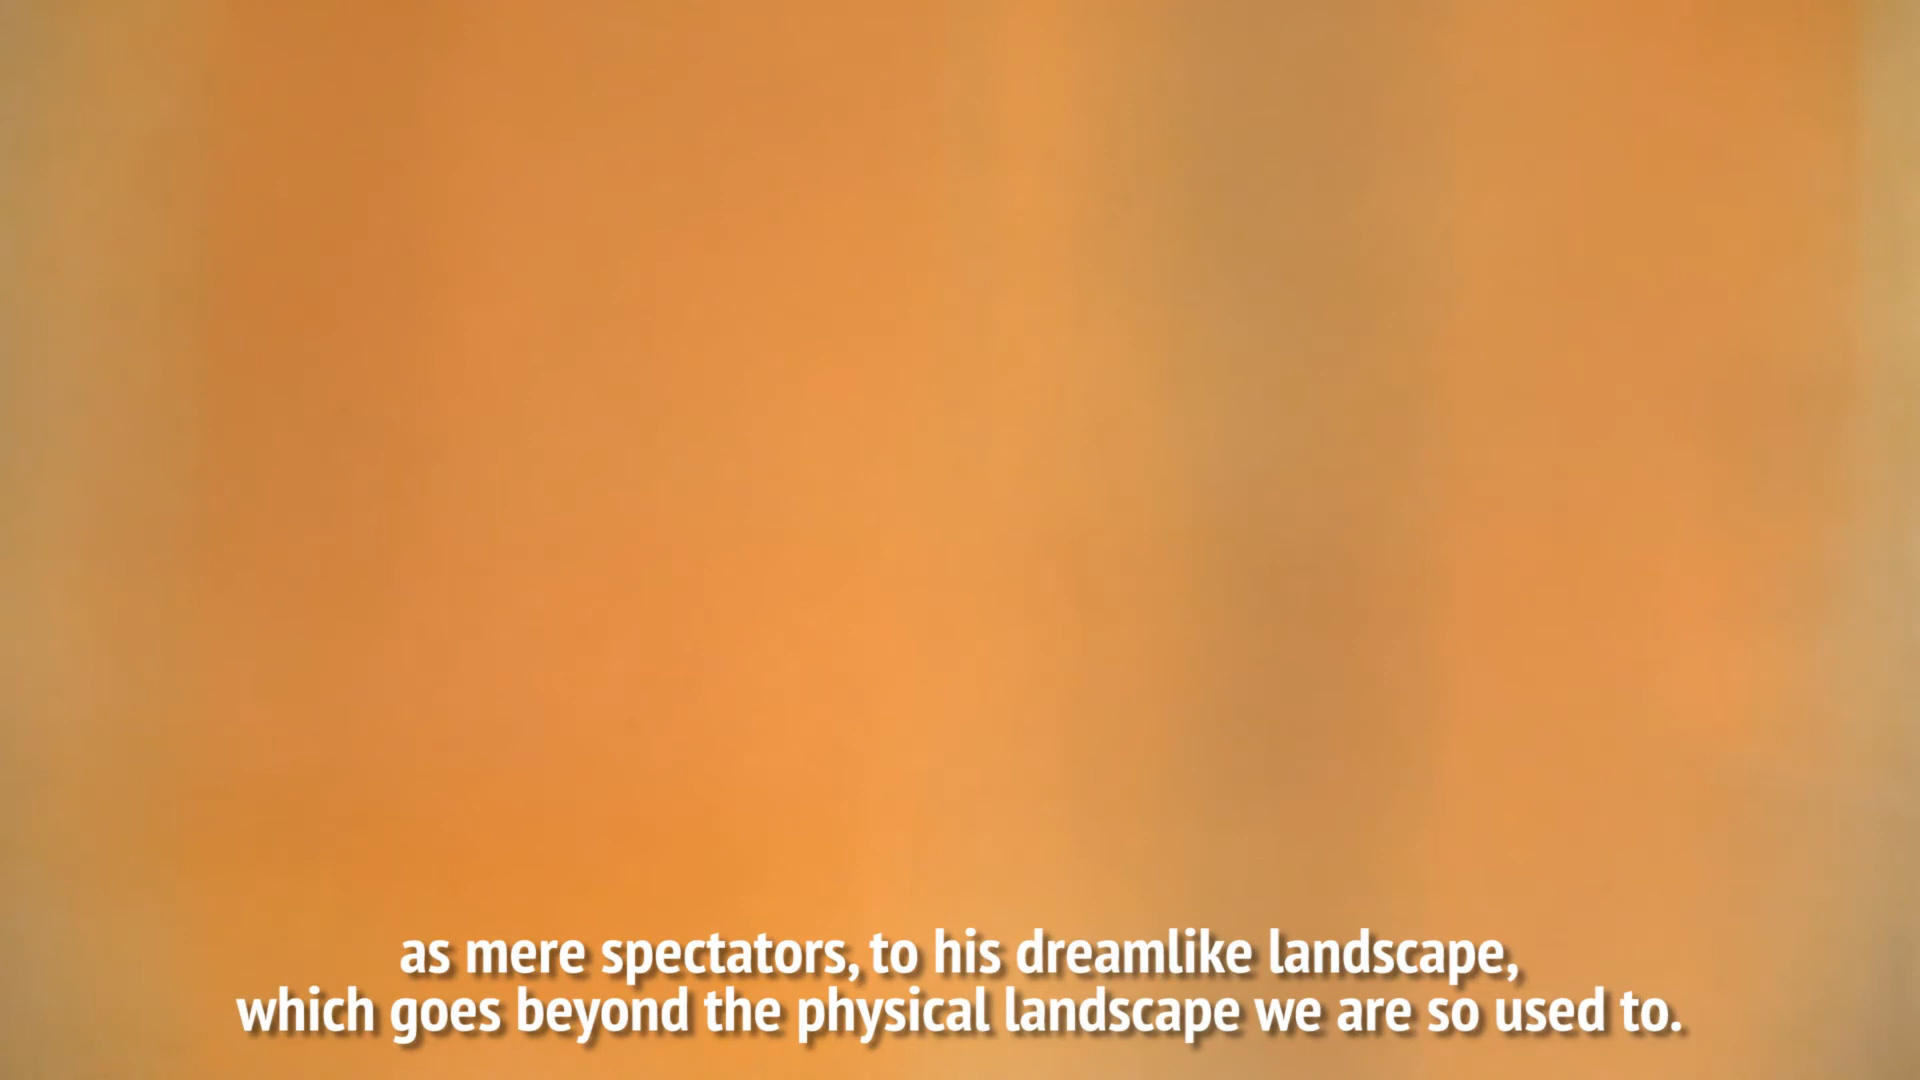 as mere spectators, to his dreamlike landscape,
which goes beyond the physical landscape we are so used to.